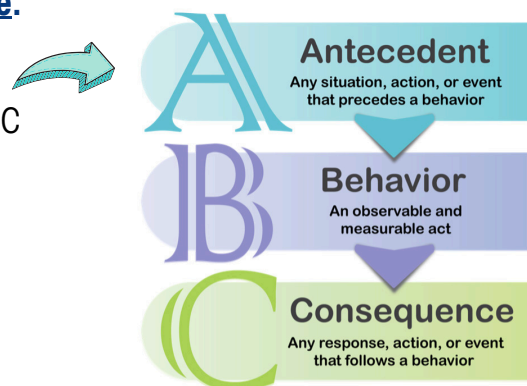 e.
C
A
Antecedent
Any situation, action, or event
that precedes a behavior
B
Behavior
An observable and
measurable act
C
Consequence
Any response, action, or event
that follows a behavior